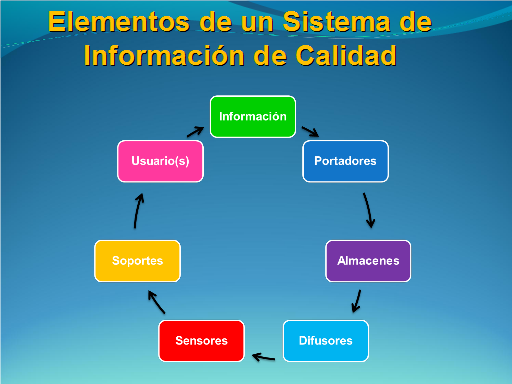 Elementos de un Sistema de
Información de Calidad
Información
Portadores
Almacenes
Difusores
Sensores
Soportes
Usuario(s)